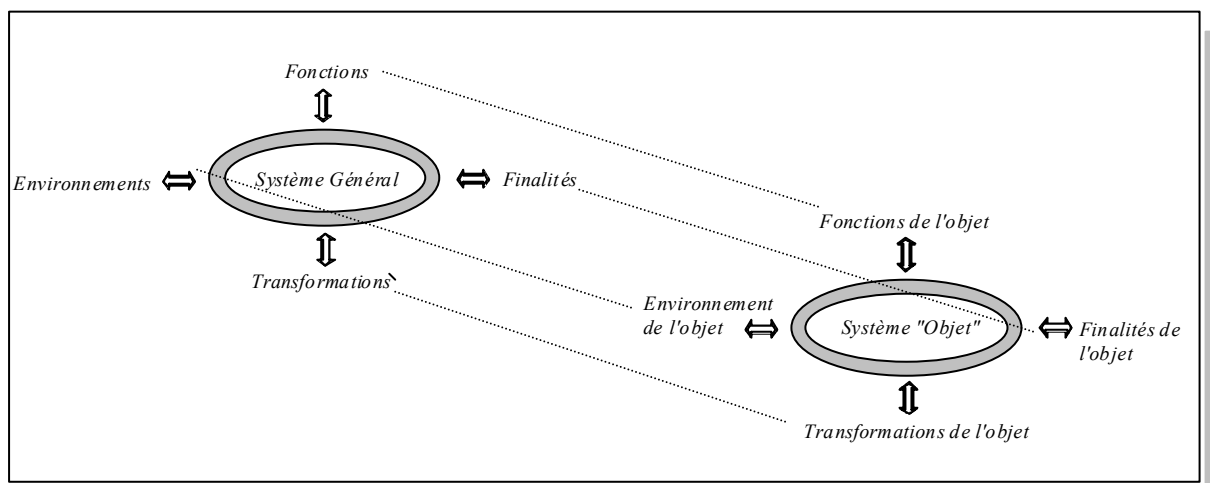 Fonctions
Environnements
Système Général
Finalités
Transformations
Fonctions de l'objet
Environnement
de l'objet
Système "Objet"
Finalités de
l'objet
Transformations de l'objet